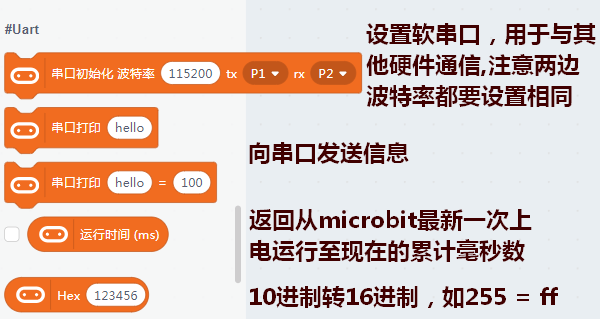 #Uart
串口初始化 波特率 115200 tx P1 rx P2
设置软串口，用于与其
他硬件通信,注意两边
波特率都要设置相同
串口打印 hello
串口打印 hello = 100
向串口发送信息
运行时间 (ms)
返回从microbit最新一次上
电运行至现在的累计毫秒数
Hex 123456
10进制转16进制，如255 = ff